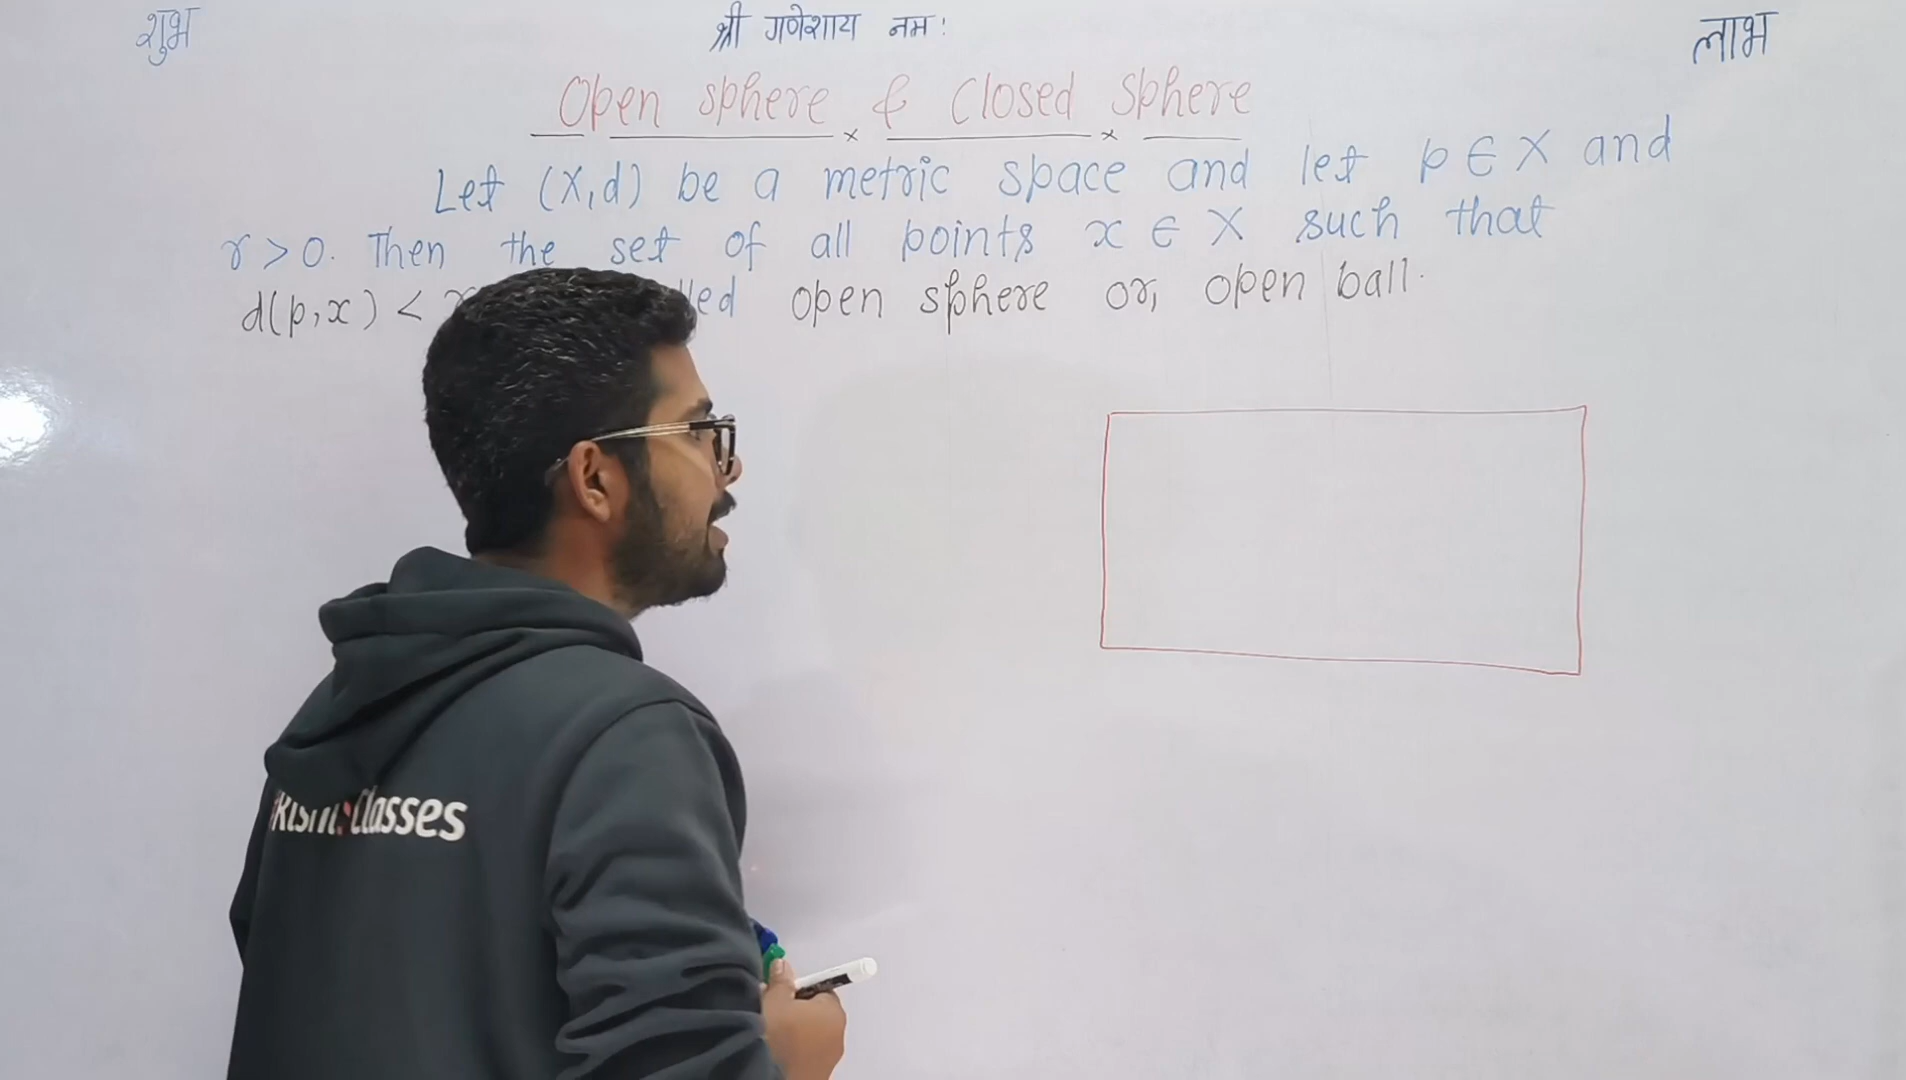 शुभ श्री गणेशाय नमः लाभ
Open sphere & Closed Sphere
Let (X,d) be a metric space and let p ∈ X and
r > 0. Then the set of all points x ∈ X such that
d(p,x) < open sphere or, open ball.
Classes